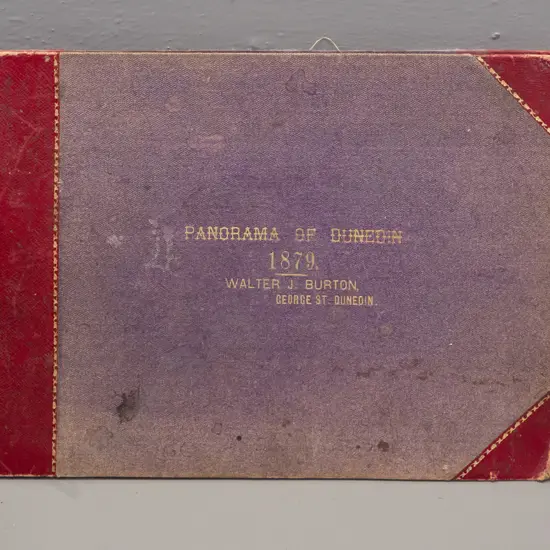 PANORAMA OF DUNEDIN
1879.
WALTER J. BURTON,
GEORGE ST. DUNEDIN.